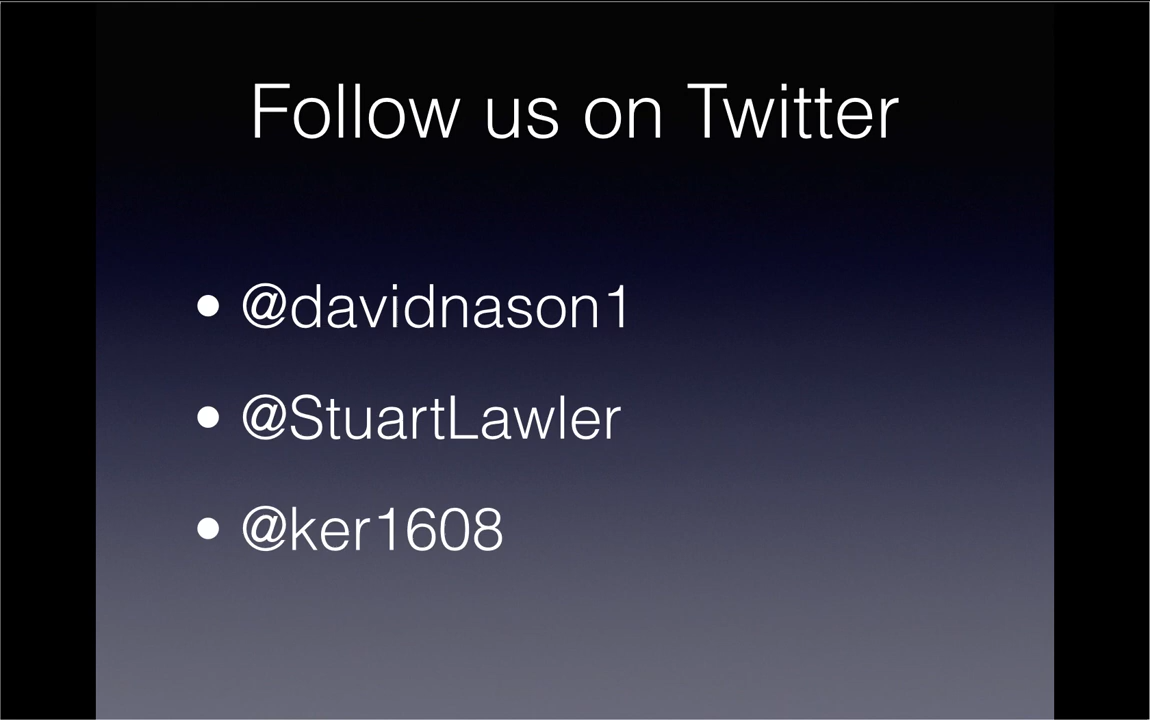 Follow us on Twitter
• @davidnason1
• @StuartLawler
• @ker1608